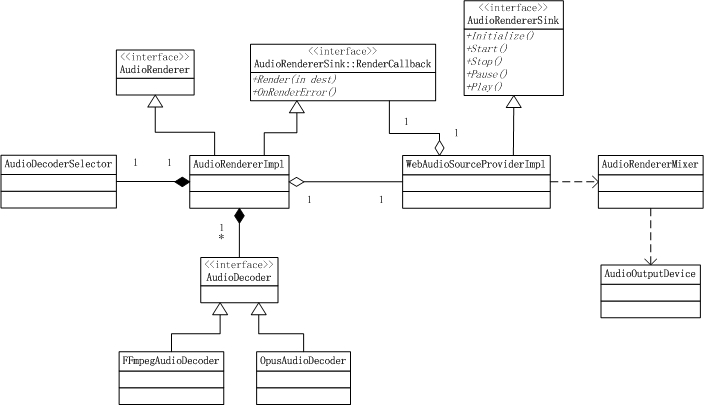 <<interface>>
AudioRendererSink
+Initialize()
+Start()
+Stop()
+Pause()
+Play()
<<interface>>
AudioRenderer
<<interface>>
AudioRendererSink::RenderCallback
+Render(in dest)
+OnRenderError()
1
1
AudioDecoderSelector
1
1
AudioRendererImpl
WebAudioSourceProviderImpl
AudioRendererMixer
1
1
1
*
<<interface>>
AudioDecoder
AudioOutputDevice
FFmpegAudioDecoder
OpusAudioDecoder